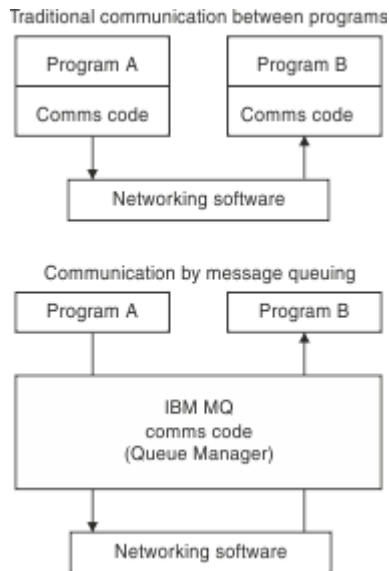 Traditional communication between programs
Program A
Program B
Comms code
Comms code
Networking software
Communication by message queuing
Program A
Program B
IBM MQ
comms code
(Queue Manager)
Networking software